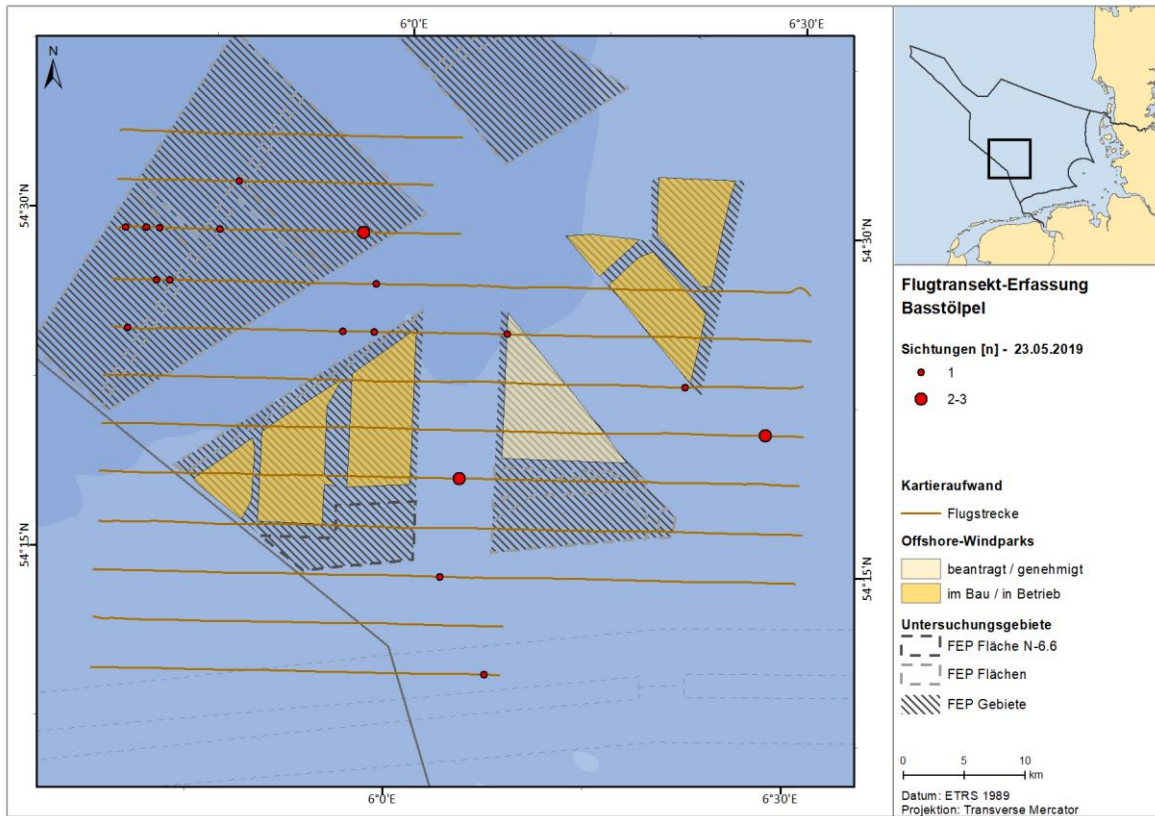 6°0'E
6°30'E
N
54°30'N
54°30'N
54°15'N
54°15'N
6°0'E
6°30'E
Flugtransekt-Erfassung
Basstölpel
Sichtungen [n] - 23.05.2019
1
2-3
Kartieraufwand
Flugstrecke
Offshore-Windparks
beantragt / genehmigt
im Bau / in Betrieb
Untersuchungsgebiete
FEP Fläche N-6.6
FEP Flächen
FEP Gebiete
0 5 10
km
Datum: ETRS 1989
Projektion: Transverse Mercator